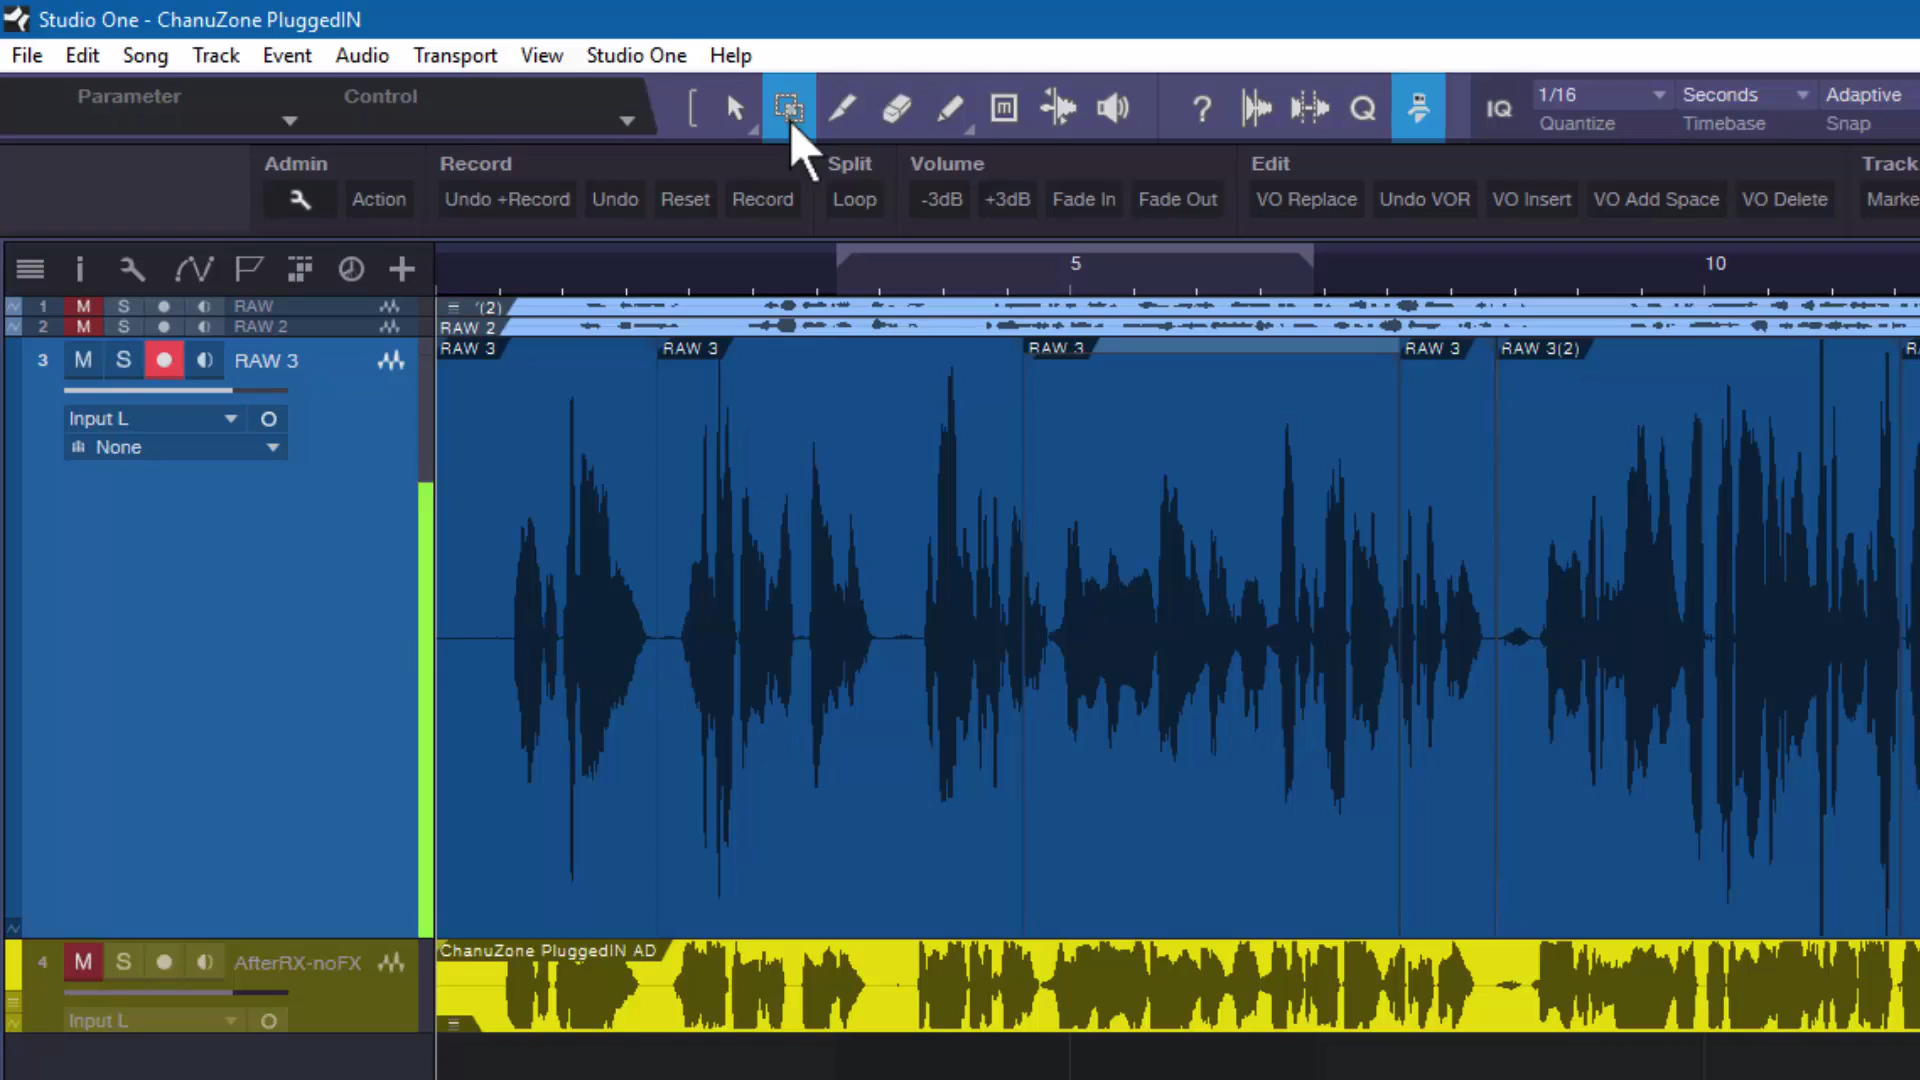 Studio One - ChanuZone PluggedIN
File Edit Song Track Event Audio Transport View Studio One Help
Parameter Control
1/16 Seconds Adaptive
Quantize Timebase Snap
IQ
Q
?
Admin Record Split Volume Edit Track
Action Undo +Record Undo Reset Record Loop -3dB +3dB Fade In Fade Out VO Replace Undo VOR VO Insert VO Add Space VO Delete Marke
5 10
1 M S RAW (2)
2 M S RAW 2 RAW 2
RAW 3 RAW 3 RAW 3 RAW 3 RAW 3(2)
3 M S RAW 3
Input L
None
4 M S AfterRX-noFX
ChanuZone PluggedIN AD
Input L